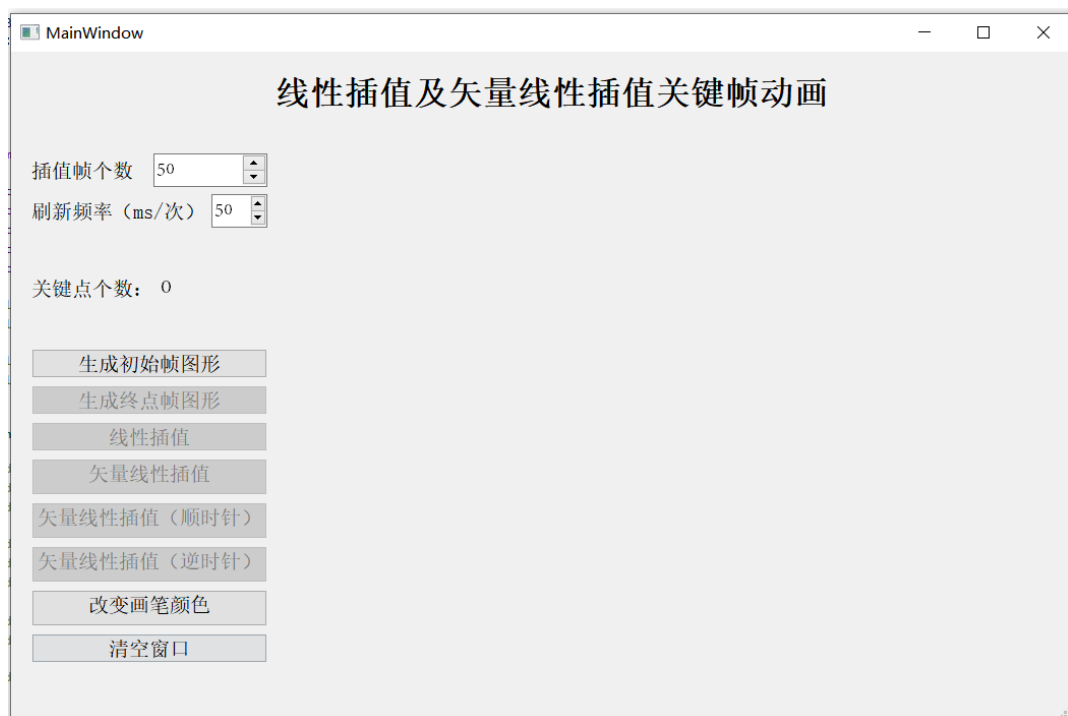 MainWindow
线性插值及矢量线性插值关键帧动画
插值帧个数 50
刷新频率（ms/次） 50
关键点个数： 0
生成初始帧图形
生成终点帧图形
线性插值
矢量线性插值
矢量线性插值（顺时针）
矢量线性插值（逆时针）
改变画笔颜色
清空窗口